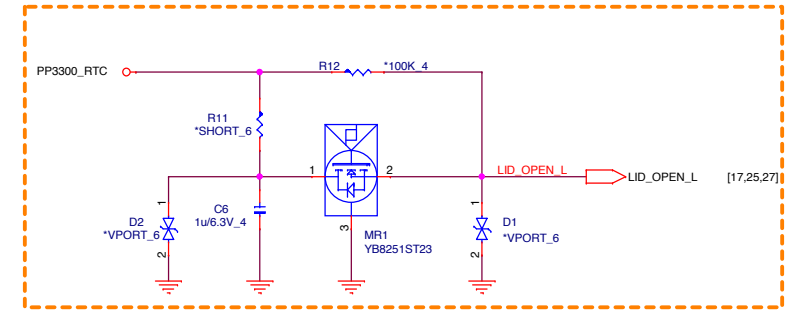 R12 *100K_4
PP3300_RTC
R11
*SHORT_6
1 2 LID_OPEN_L
LID_OPEN_L [17,25,27]
1 C6 1
D2 1u/6.3V_4 D1
*VPORT_6 3 MR1 *VPORT_6
2 YB8251ST23 2